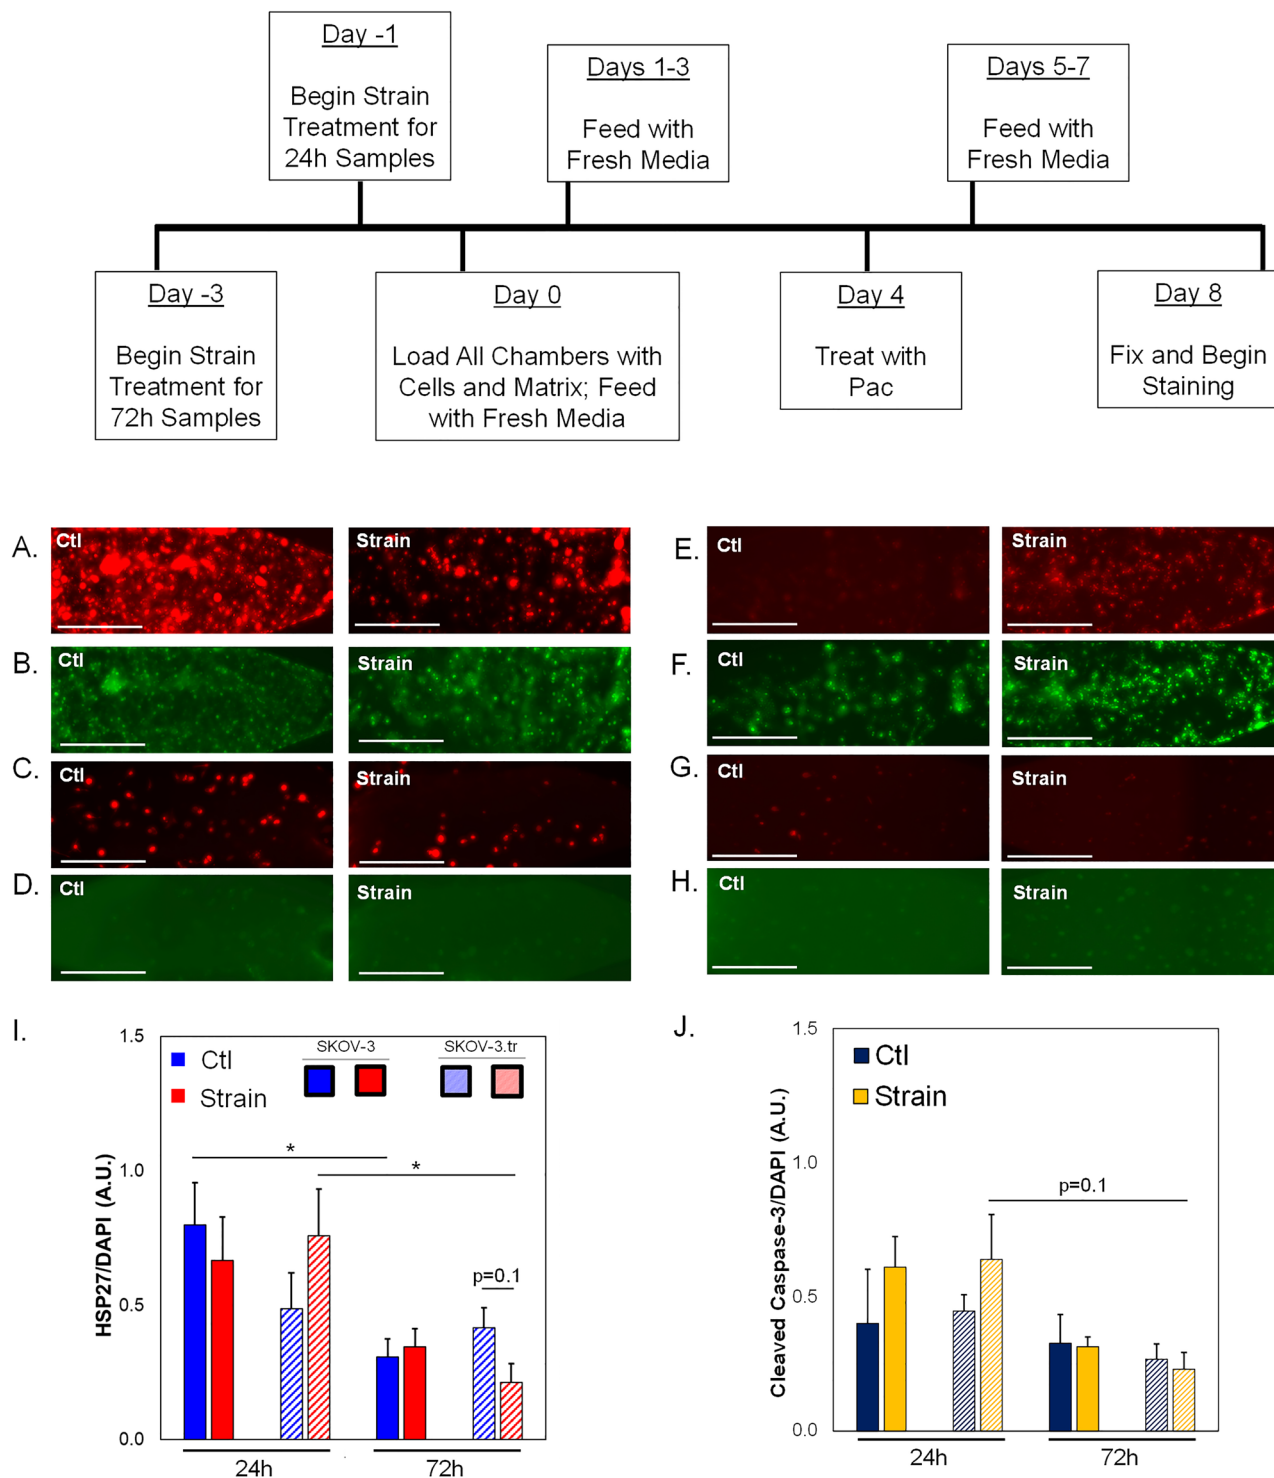 Day -1
Begin Strain
Treatment for
24h Samples
Days 1-3
Feed with
Fresh Media
Days 5-7
Feed with
Fresh Media
Day -3
Begin Strain
Treatment for
72h Samples
Day 0
Load All Chambers with
Cells and Matrix; Feed
with Fresh Media
Day 4
Treat with
Pac
Day 8
Fix and Begin
Staining
A.
Ctl
Strain
B.
Ctl
Strain
C.
Ctl
Strain
D.
Ctl
Strain
E.
Ctl
Strain
F.
Ctl
Strain
G.
Ctl
Strain
H.
Ctl
Strain
I.
HSP27/DAPI (A.U.)
1.5
1.0
0.5
0.0
Ctl
Strain
SKOV-3
SKOV-3.tr
*
*
p=0.1
24h
72h
J.
Cleaved Caspase-3/DAPI (A.U.)
1.5
1.0
0.5
0.0
Ctl
Strain
p=0.1
24h
72h